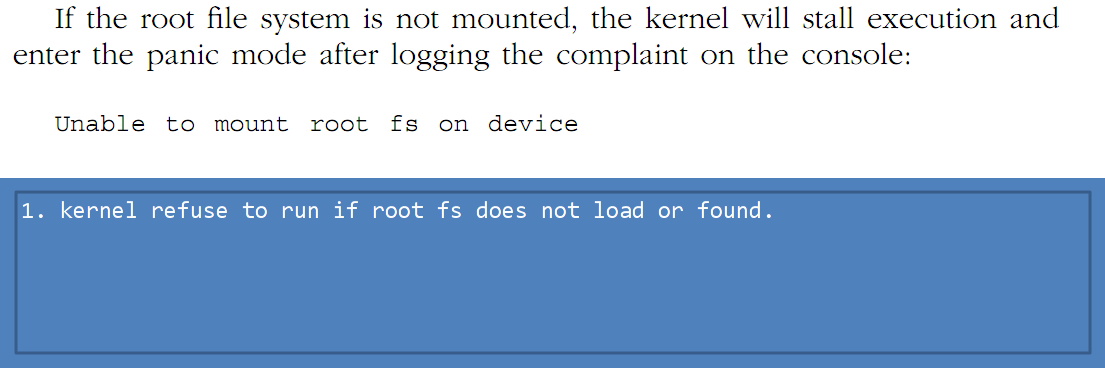 If the root file system is not mounted, the kernel will stall execution and
enter the panic mode after logging the complaint on the console:
Unable to mount root fs on device
1. kernel refuse to run if root fs does not load or found.